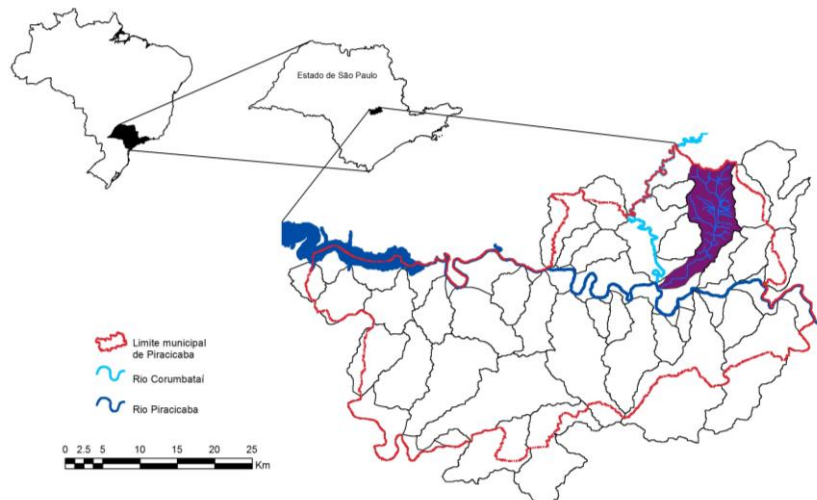 Estado de São Paulo
Limite municipal
de Piracicaba
Rio Corumbataí
Rio Piracicaba
0 2.5 5 10 15 20 25
Km